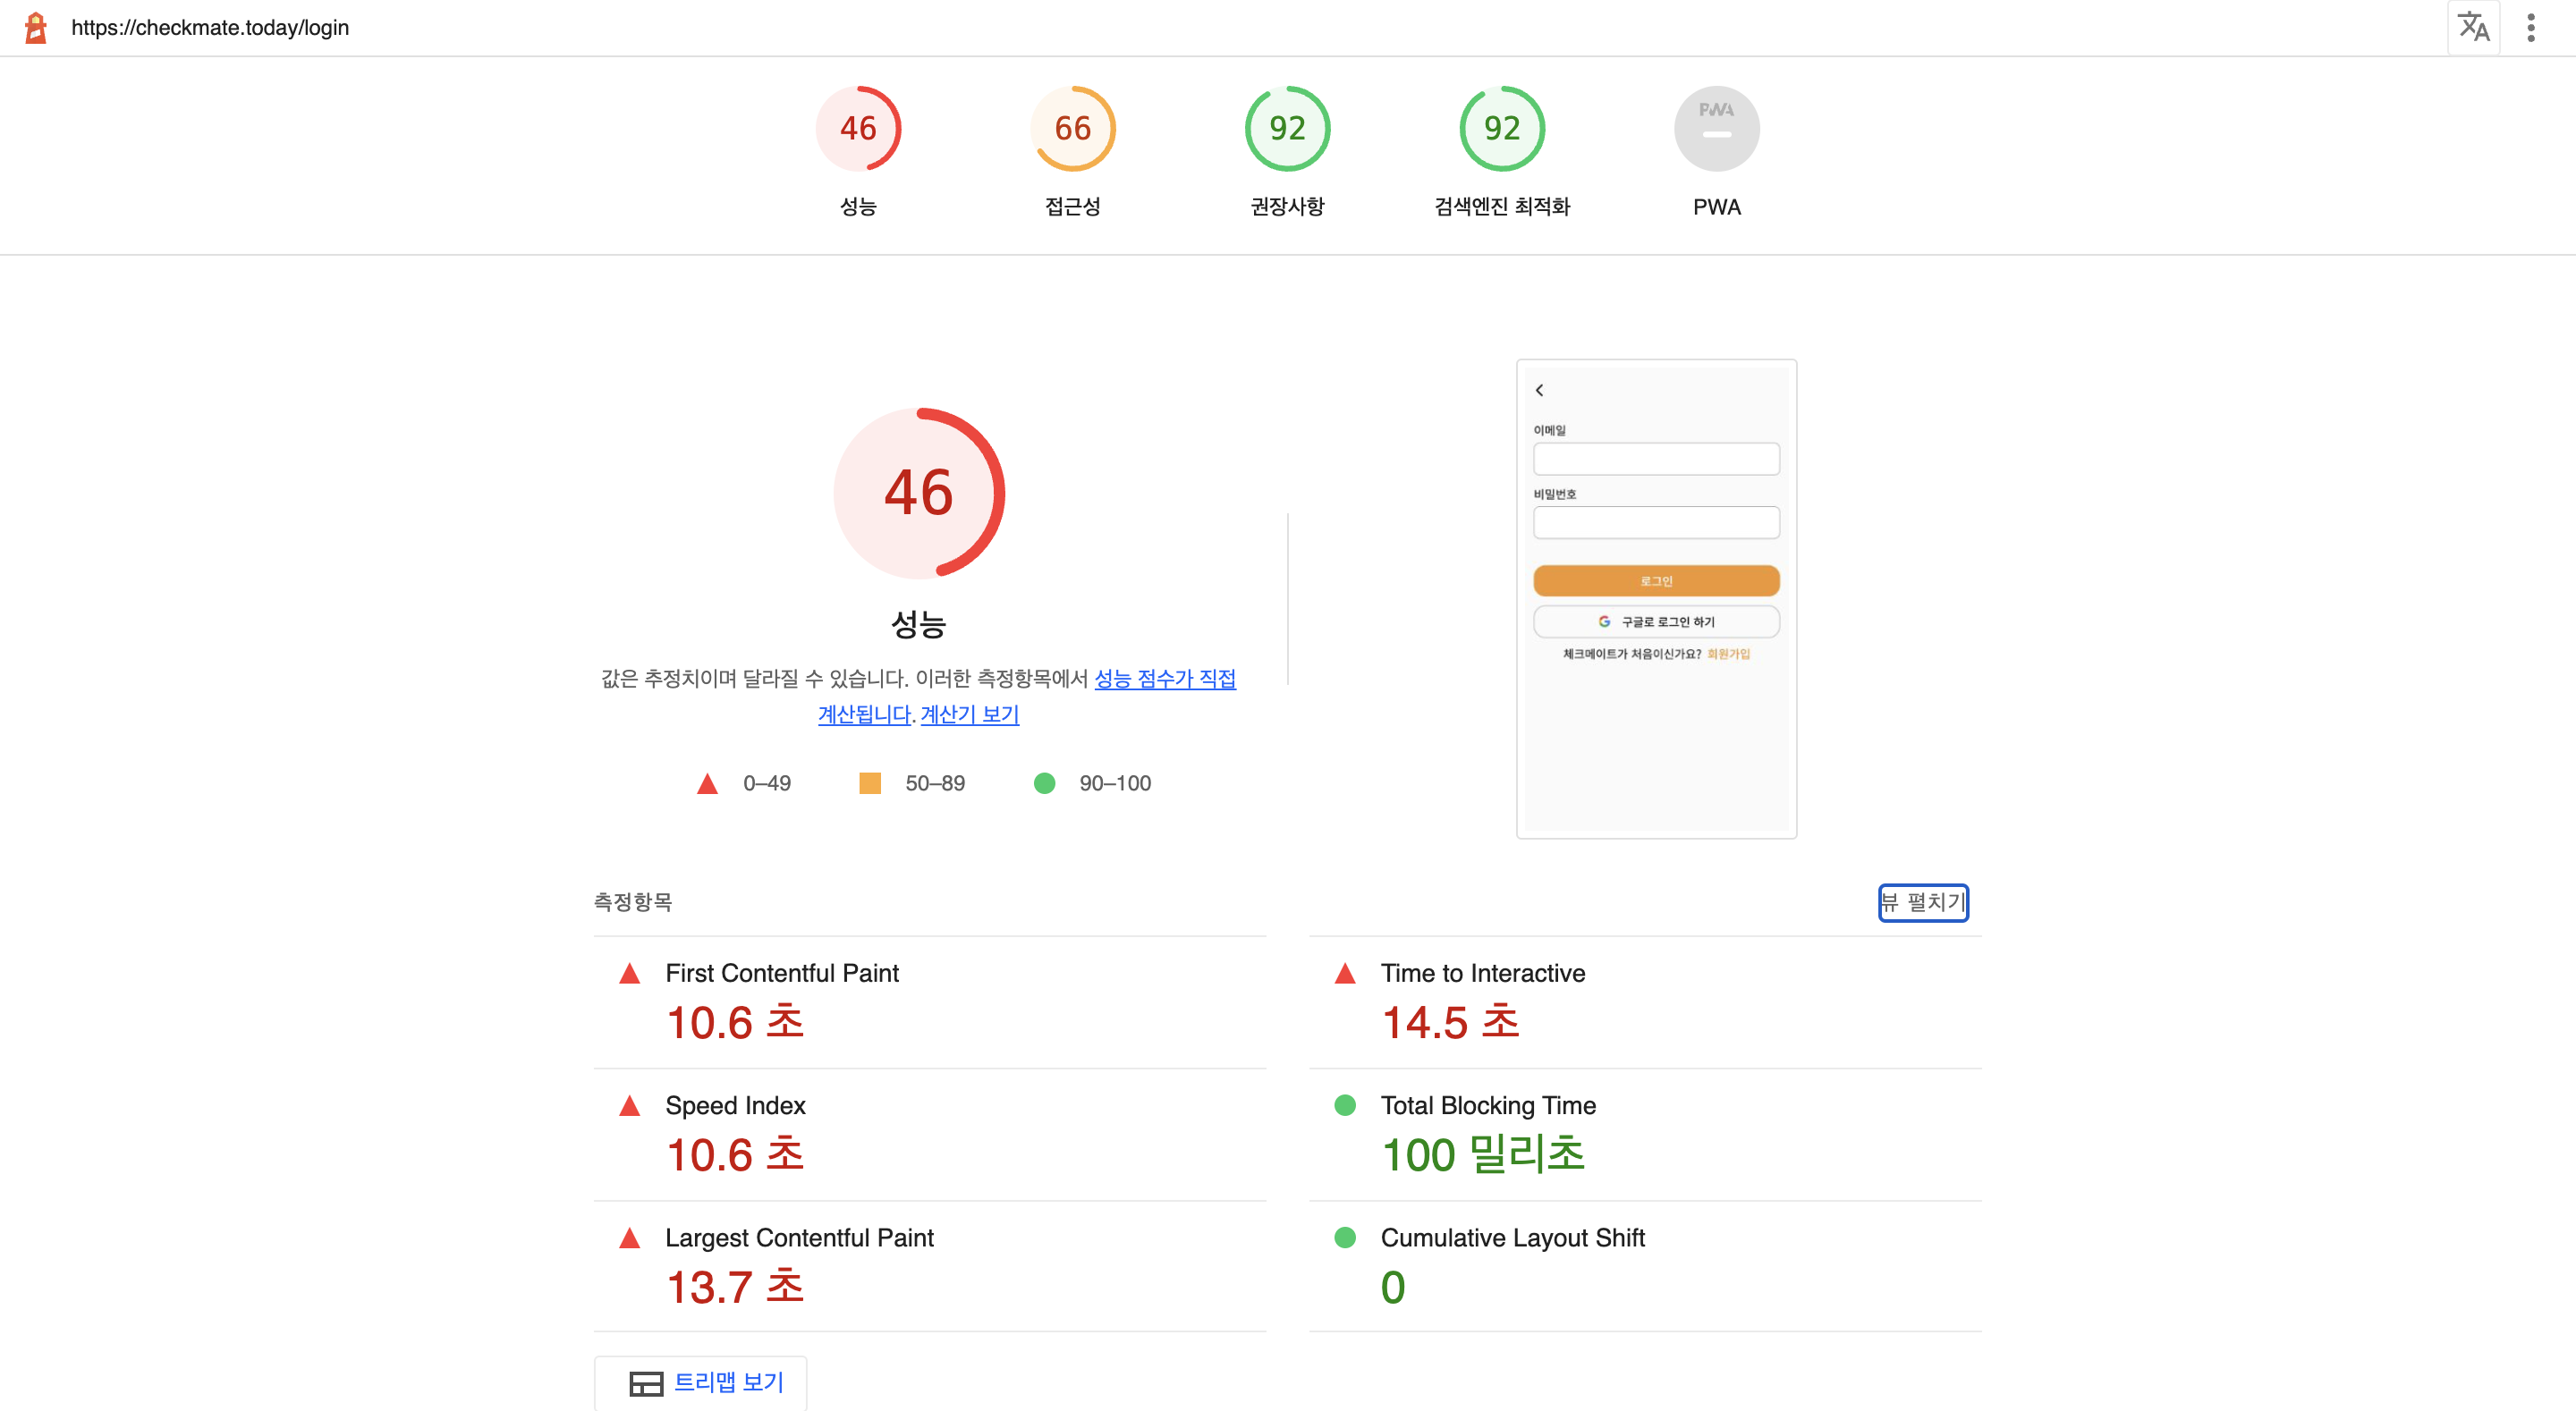 https://checkmate.today/login
46
66
92
92
PWA
성능
접근성
권장사항
검색엔진 최적화
PWA
46
성능
값은 추정치이며 달라질 수 있습니다. 이러한 측정항목에서 성능 점수가 직접
계산됩니다. 계산기 보기
0–49
50–89
90–100
이메일
비밀번호
로그인
G 구글로 로그인 하기
체크메이트가 처음이신가요? 회원가입
측정항목
뷰 펼치기
First Contentful Paint
10.6 초
Time to Interactive
14.5 초
Speed Index
10.6 초
Total Blocking Time
100 밀리초
Largest Contentful Paint
13.7 초
Cumulative Layout Shift
0
트리맵 보기